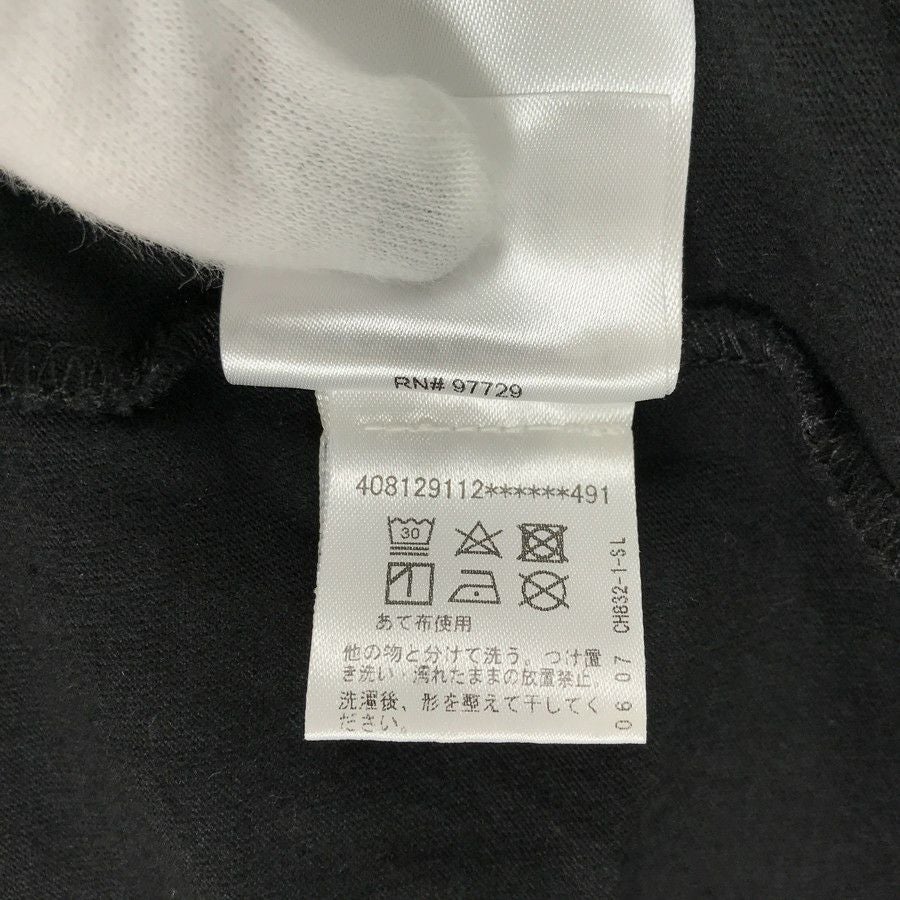 RN# 97729
408129112******491
30
あて布使用
他の物と分けて洗う。つけ置
き洗い・濡れたままの放置禁止
洗濯後、形を整えて干してく
ださい。
0607 CH832-1-SL